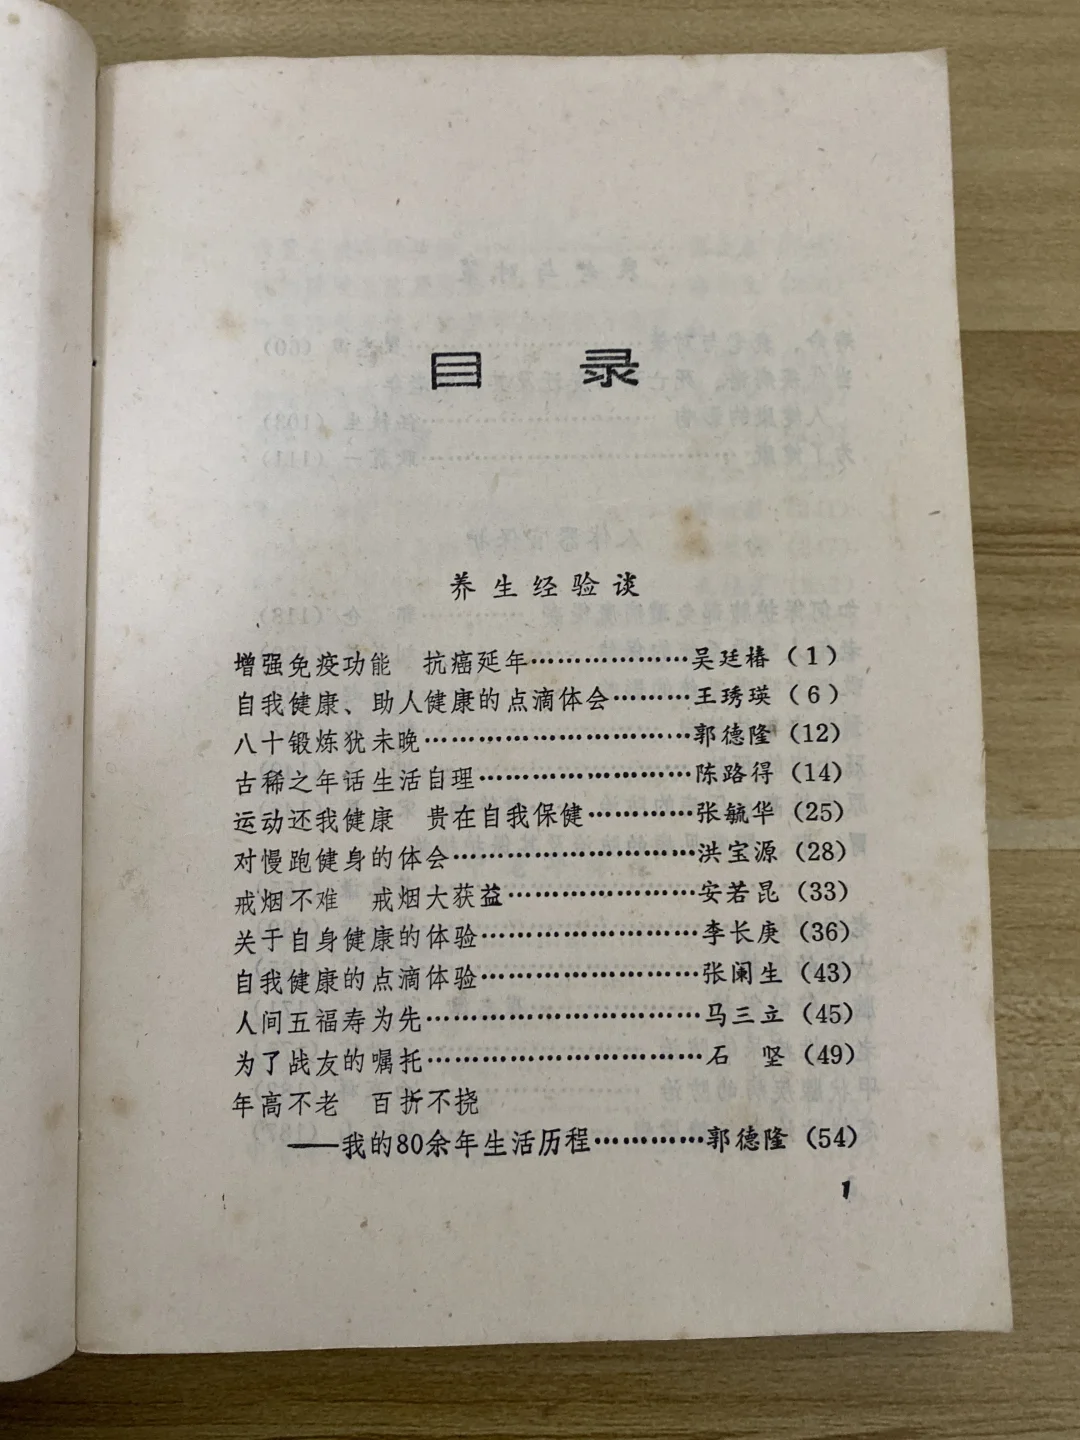 目 录
养生经验谈
增强免疫功能 抗癌延年………………吴廷椿（1）
自我健康、助人健康的点滴体会………王琇瑛（6）
八十锻炼犹未晚…………………………郭德隆（12）
古稀之年话生活自理……………………陈路得（14）
运动还我健康 贵在自我保健…………张毓华（25）
对慢跑健身的体会………………………洪宝源（28）
戒烟不难 戒烟大获益…………………安若昆（33）
关于自身健康的体验……………………李长庚（36）
自我健康的点滴体验……………………张阑生（43）
人间五福寿为先…………………………马三立（45）
为了战友的嘱托…………………………石 坚（49）
年高不老 百折不挠
——我的80余年生活历程…………郭德隆（54）
1